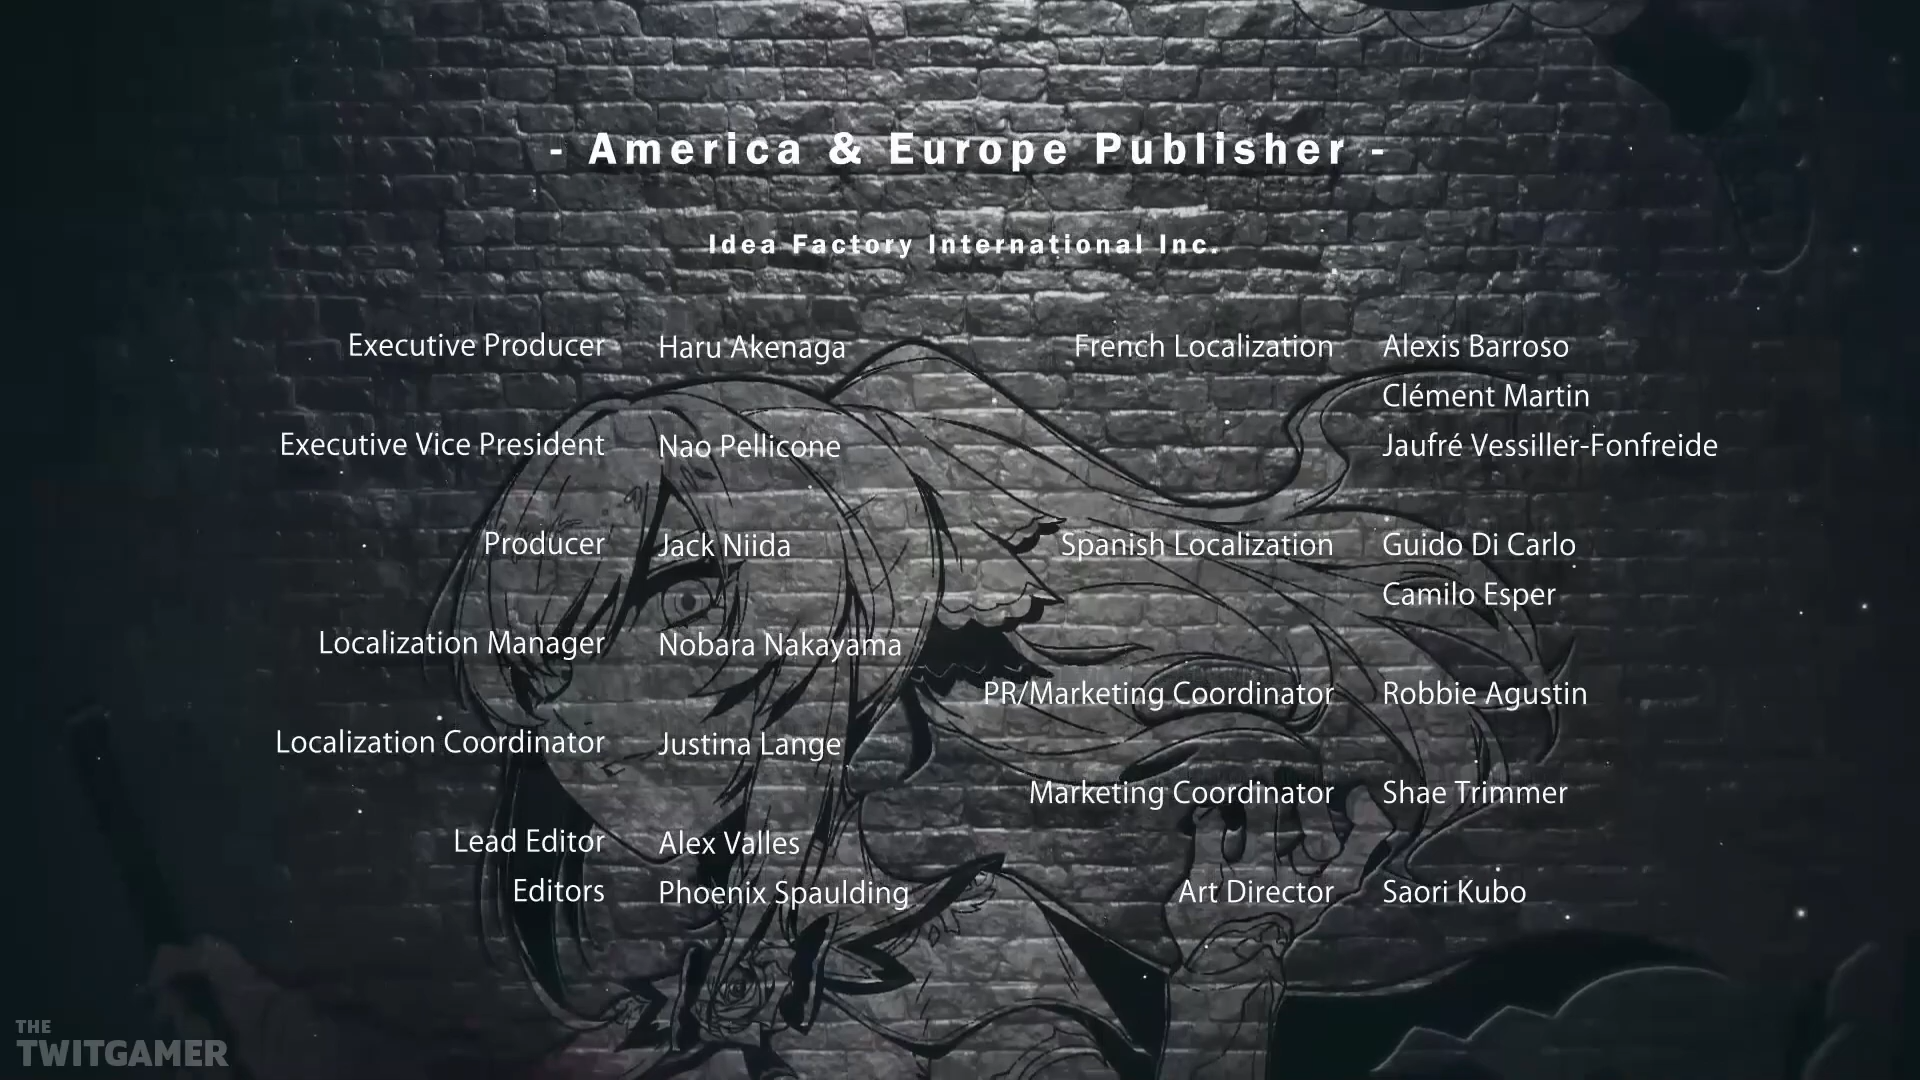 - America & Europe Publisher -
Idea Factory International Inc.
Executive Producer Haru Akenaga
Executive Vice President Nao Pellicone
Producer Jack Niida
Localization Manager Nobara Nakayama
Localization Coordinator Justina Lange
Lead Editor Alex Valles
Editors Phoenix Spaulding
French Localization Alexis Barroso
Clément Martin
Jaufré Vessiller-Fonfreide
Spanish Localization Guido Di Carlo
Camilo Esper
PR/Marketing Coordinator Robbie Agustin
Marketing Coordinator Shae Trimmer
Art Director Saori Kubo
THE
TWITGAMER